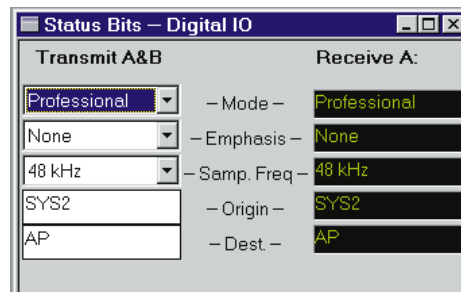 Status Bits – Digital IO
Transmit A&B Receive A:
Professional – Mode – Professional
None – Emphasis – None
48 kHz – Samp. Freq – 48 kHz
SYS2 – Origin – SYS2
AP – Dest. – AP